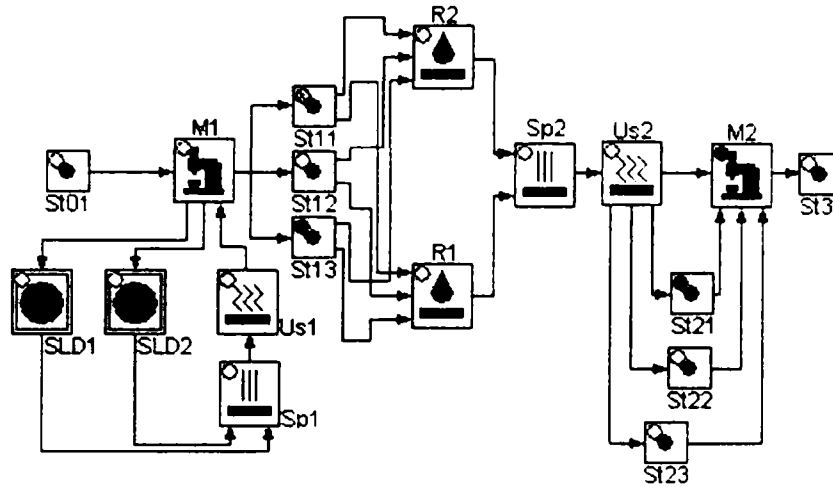 R2
M1
St11
Sp2
Us2
M2
St01
St12
St3
St13
R1
St21
SLD1
SLD2
Us1
St22
Sp1
St23